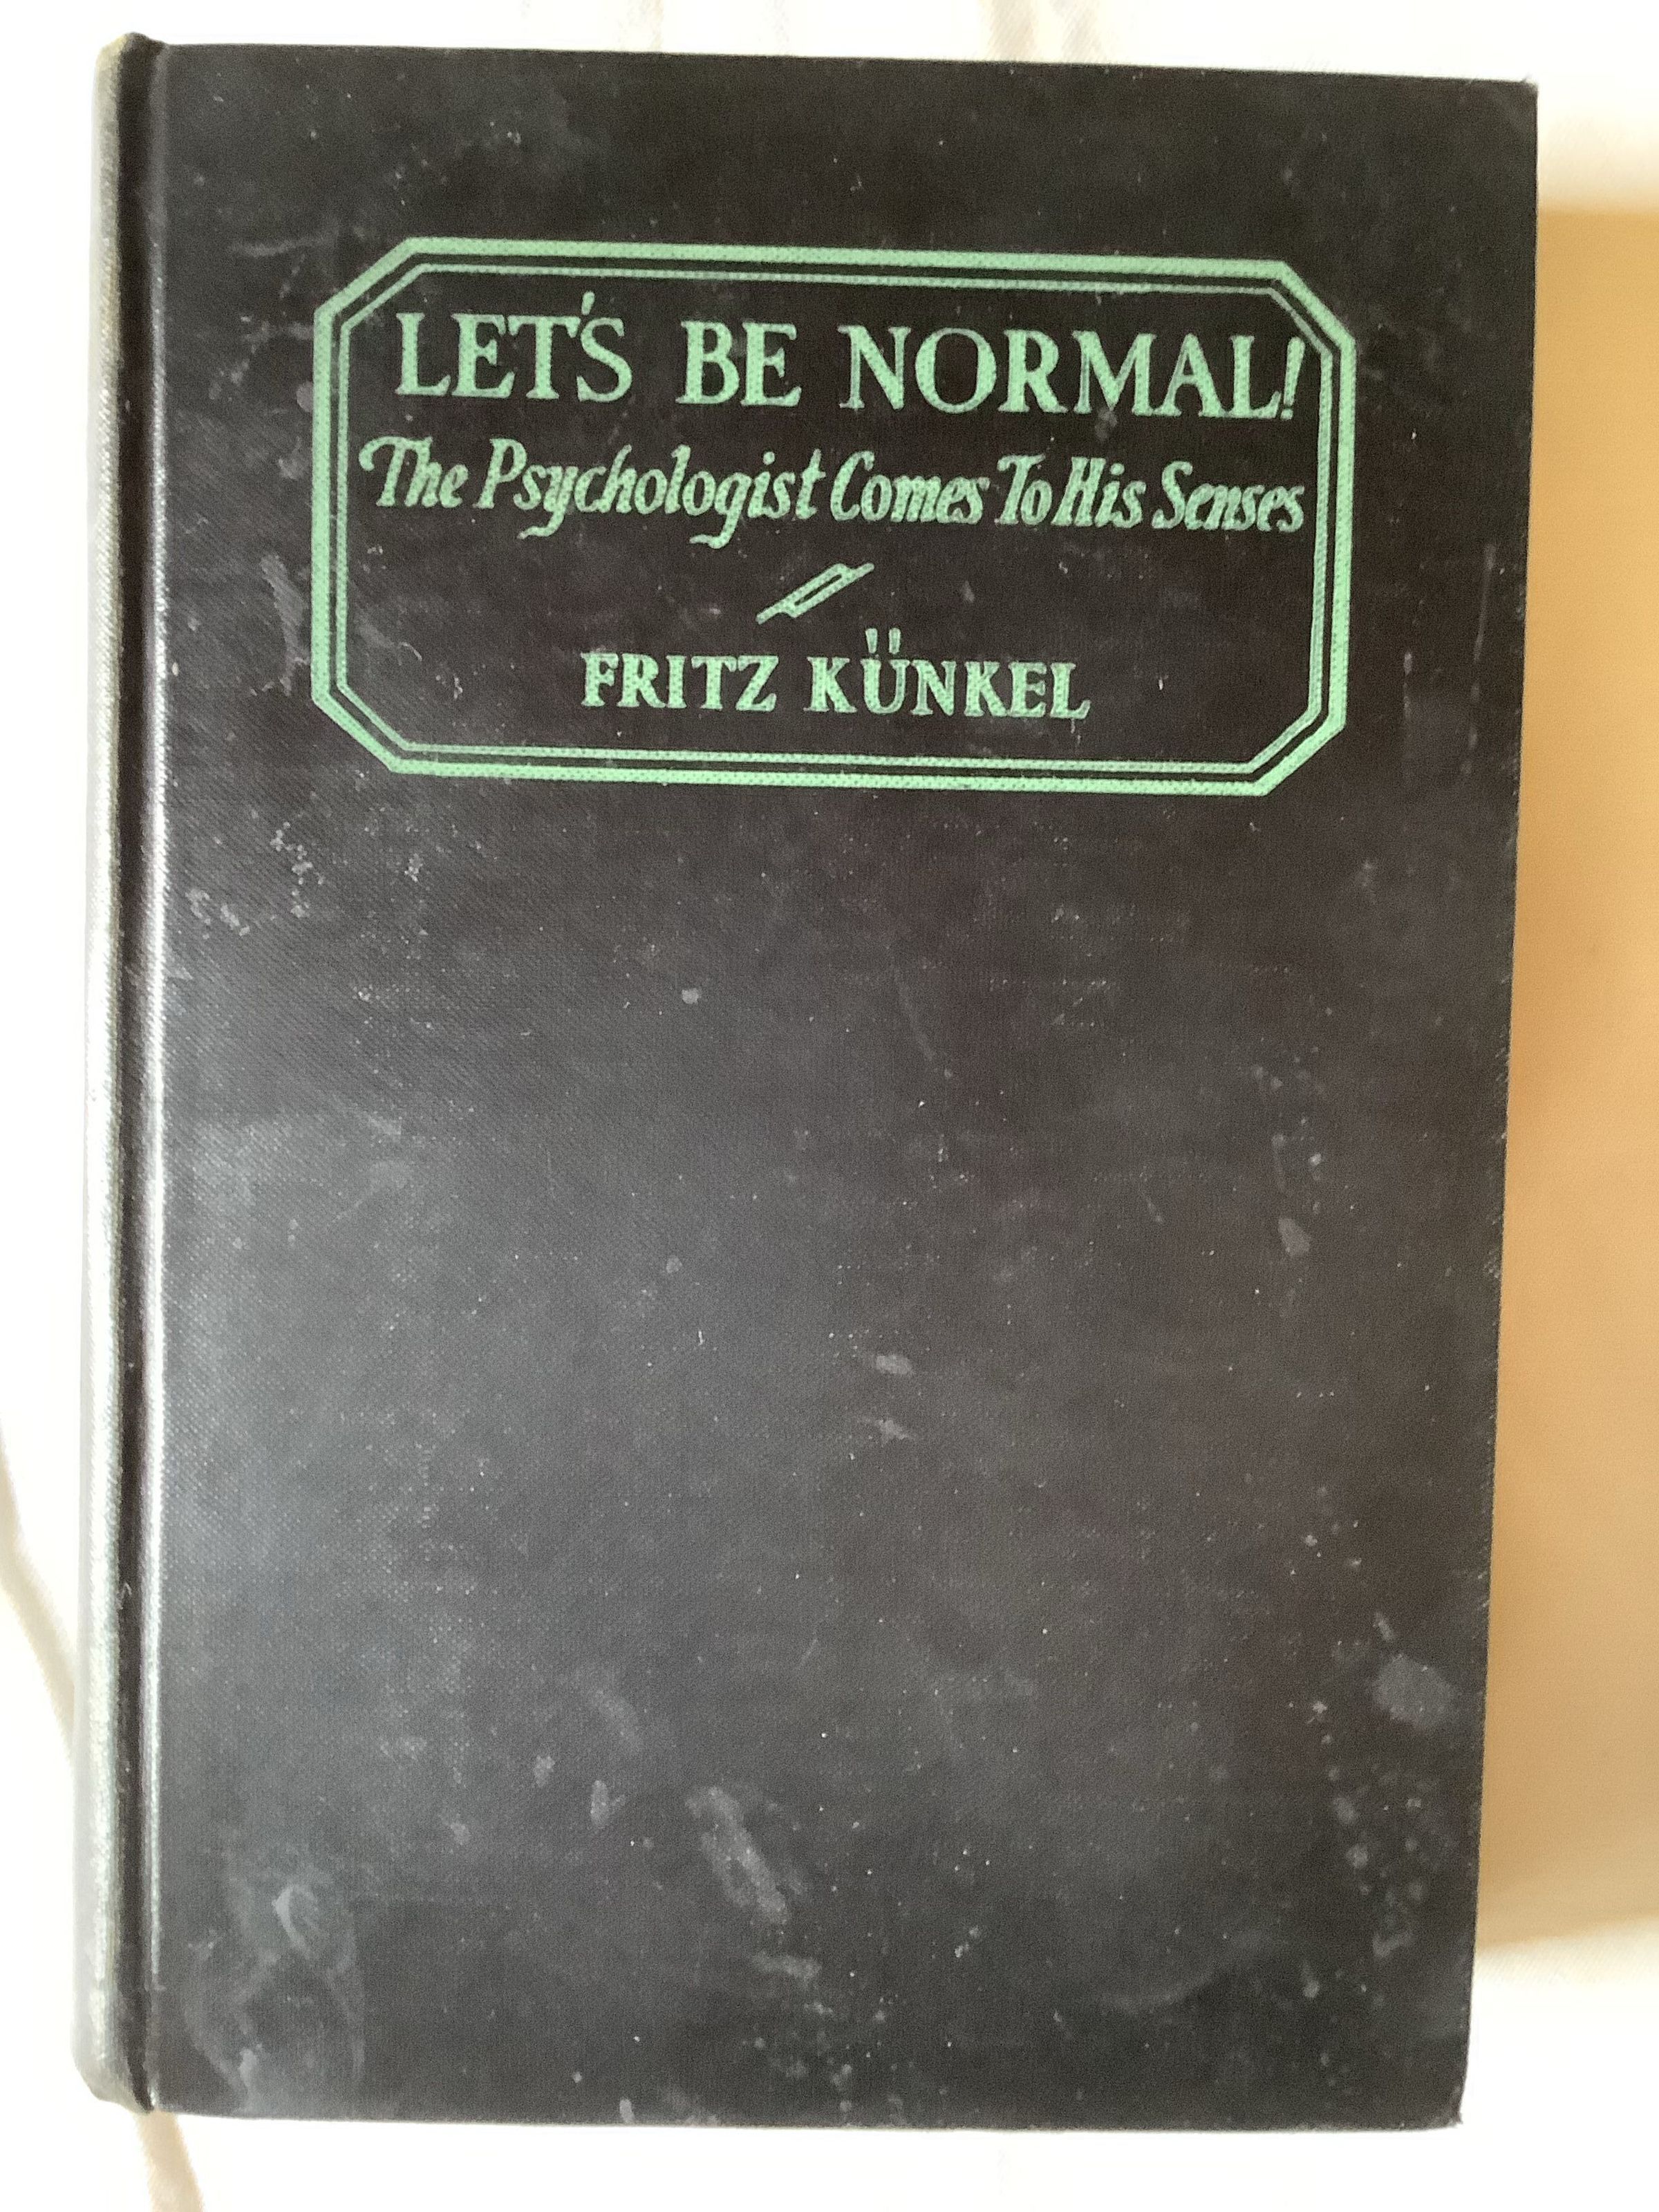 LET'S BE NORMAL!
The Psychologist Comes To His Senses
FRITZ KÜNKEL